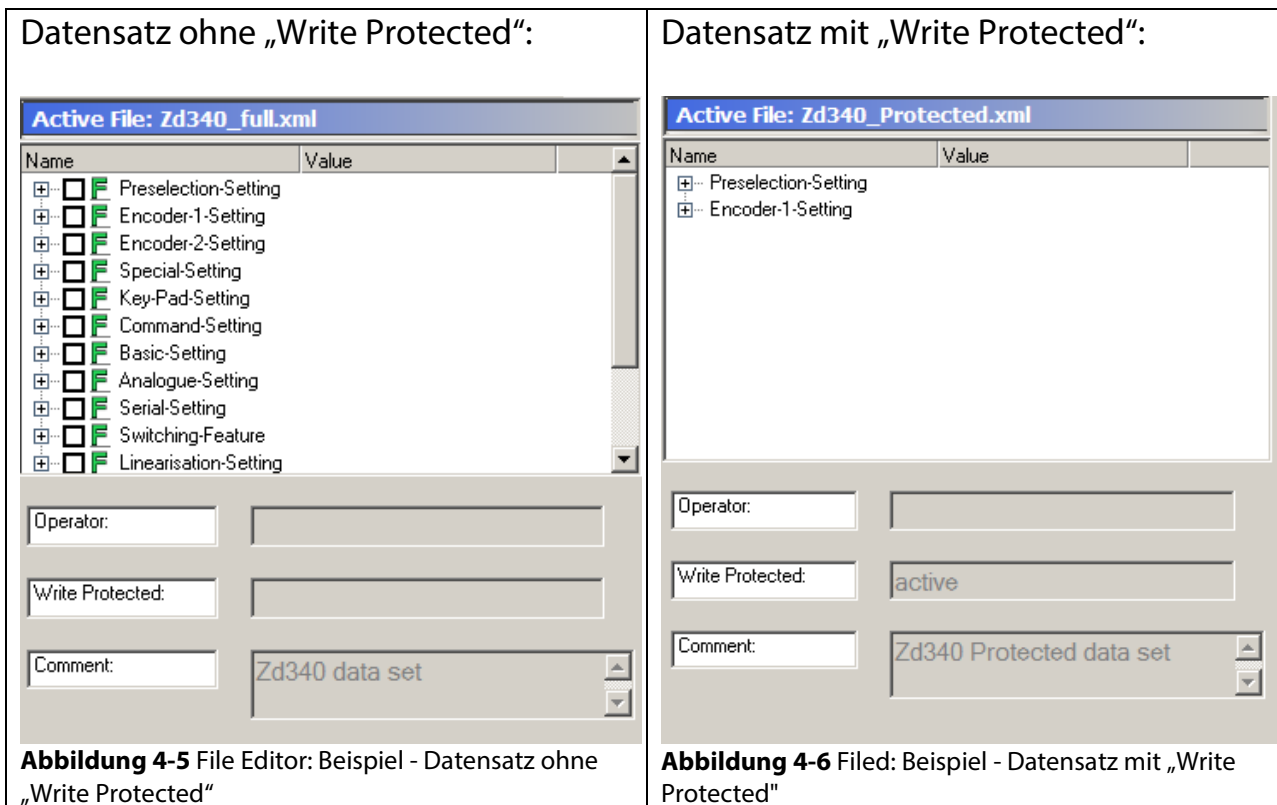 Datensatz ohne „Write Protected“:
Active File: Zd340_full.xml
Name Value
Preselection-Setting
Encoder-1-Setting
Encoder-2-Setting
Special-Setting
Key-Pad-Setting
Command-Setting
Basic-Setting
Analogue-Setting
Serial-Setting
Switching-Feature
Linearisation-Setting
Operator:
Write Protected:
Comment: Zd340 data set
Abbildung 4-5 File Editor: Beispiel - Datensatz ohne
„Write Protected“
Datensatz mit „Write Protected“:
Active File: Zd340_Protected.xml
Name Value
Preselection-Setting
Encoder-1-Setting
Operator:
Write Protected: active
Comment: Zd340 Protected data set
Abbildung 4-6 Filed: Beispiel - Datensatz mit „Write
Protected"